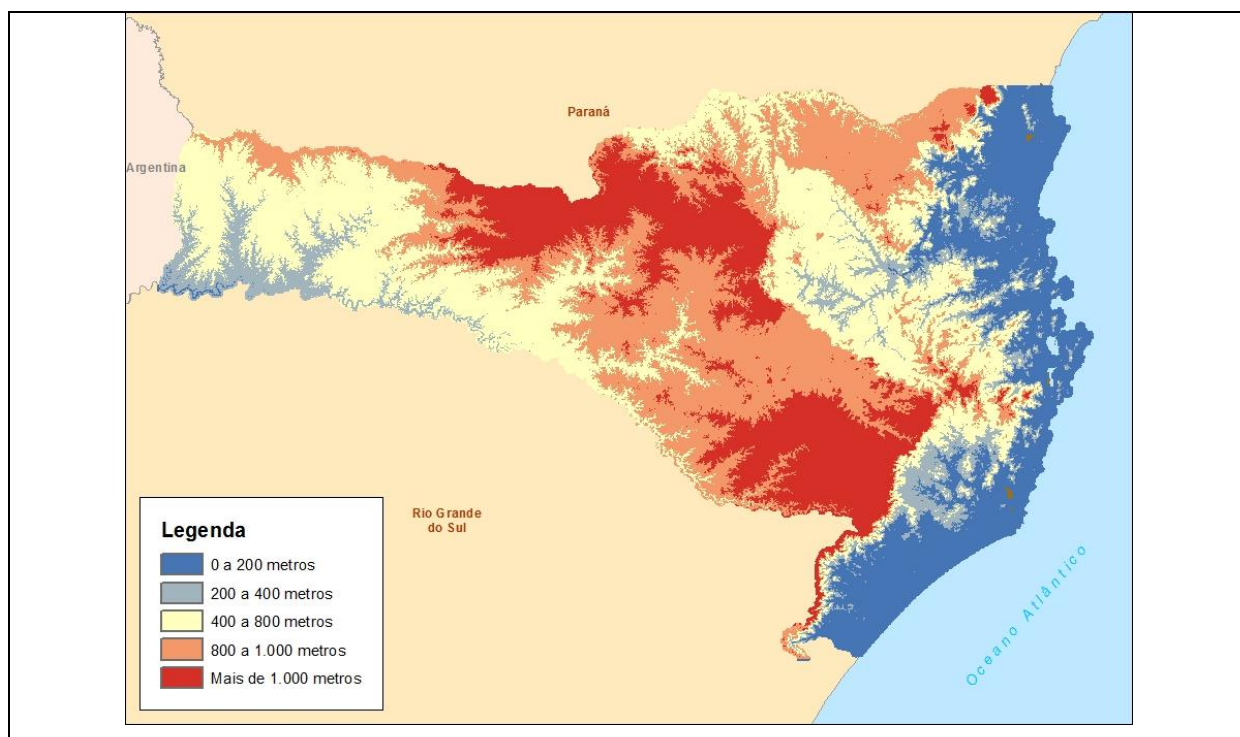 Paraná
Argentina
Rio Grande
do Sul
Legenda
0 a 200 metros
200 a 400 metros
400 a 800 metros
800 a 1.000 metros
Mais de 1.000 metros
Oceano Atlântico